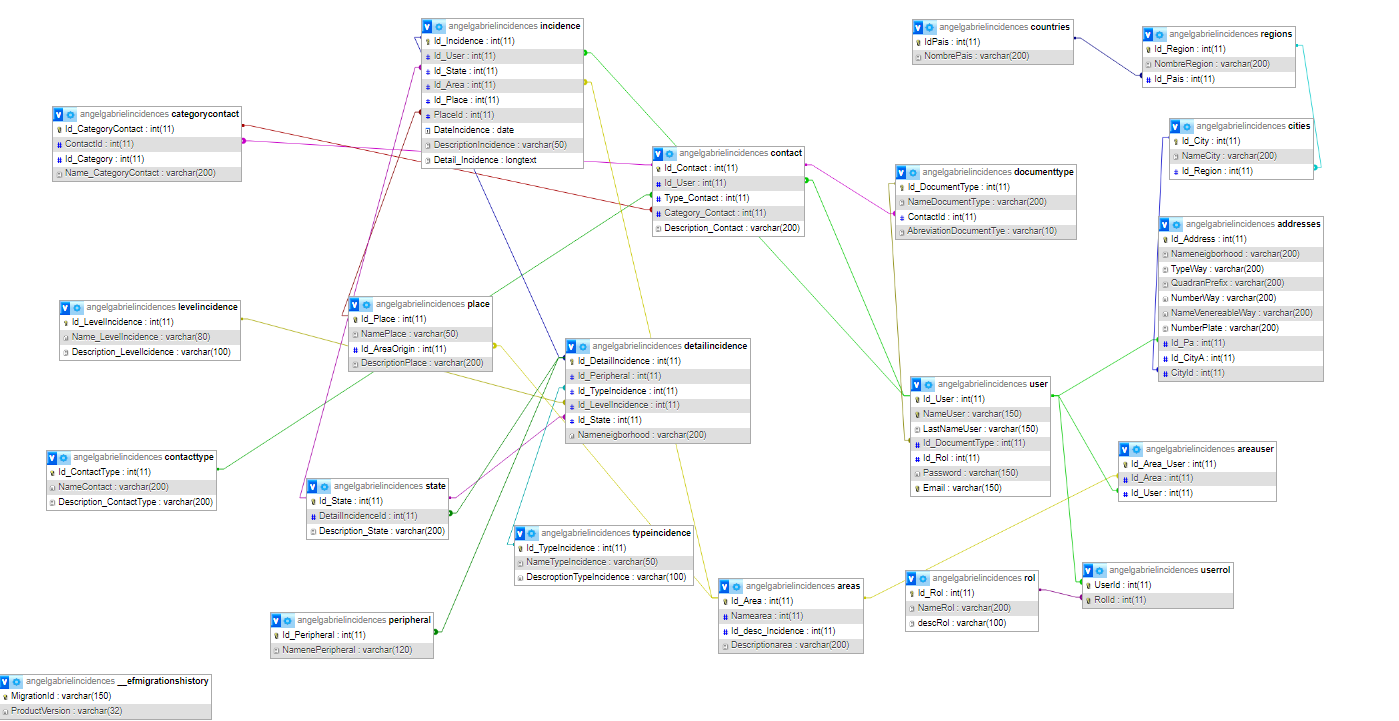 angelgabrielincidences incidence
Id_Incidence : int(11)
Id_User : int(11)
Id_State : int(11)
Id_Area : int(11)
Id_Place : int(11)
PlaceId : int(11)
DateIncidence : date
DescriptionIncidence : varchar(50)
Detail_Incidence : longtext
angelgabrielincidences countries
IdPais : int(11)
NombrePais : varchar(200)
angelgabrielincidences regions
Id_Region : int(11)
NombreRegion : varchar(200)
Id_Pais : int(11)
angelgabrielincidences categorycontact
Id_CategoryContact : int(11)
ContactId : int(11)
Id_Category : int(11)
Name_CategoryContact : varchar(200)
angelgabrielincidences cities
Id_City : int(11)
NameCity : varchar(200)
Id_Region : int(11)
angelgabrielincidences contact
Id_Contact : int(11)
Id_User : int(11)
Type_Contact : int(11)
Category_Contact : int(11)
Description_Contact : varchar(200)
angelgabrielincidences documenttype
Id_DocumentType : int(11)
NameDocumentType : varchar(200)
ContactId : int(11)
AbreviationDocumentTye : varchar(10)
angelgabrielincidences addresses
Id_Address : int(11)
Nameneigborhood : varchar(200)
TypeWay : varchar(200)
QuadranPrefix : varchar(200)
NumberWay : varchar(200)
NameVenereableWay : varchar(200)
NumberPlate : varchar(200)
Id_Pa : int(11)
Id_CityA : int(11)
CityId : int(11)
angelgabrielincidences levelincidence
Id_LevelIncidence : int(11)
Name_LevelIncidence : varchar(80)
Description_LevelIcidence : varchar(100)
angelgabrielincidences place
Id_Place : int(11)
NamePlace : varchar(50)
Id_AreaOrigin : int(11)
DescriptionPlace : varchar(200)
angelgabrielincidences detailincidence
Id_DetailIncidence : int(11)
Id_Peripheral : int(11)
Id_TypeIncidence : int(11)
Id_LevelIncidence : int(11)
Id_State : int(11)
Nameneigborhood : varchar(200)
angelgabrielincidences user
Id_User : int(11)
NameUser : varchar(150)
LastNameUser : varchar(150)
Id_DocumentType : int(11)
Id_Rol : int(11)
Password : varchar(150)
Email : varchar(150)
angelgabrielincidences contacttype
Id_ContactType : int(11)
NameContact : varchar(200)
Description_ContactType : varchar(200)
angelgabrielincidences state
Id_State : int(11)
DetailIncidenceId : int(11)
Description_State : varchar(200)
angelgabrielincidences areauser
Id_Area_User : int(11)
Id_Area : int(11)
Id_User : int(11)
angelgabrielincidences typeincidence
Id_TypeIncidence : int(11)
NameTypeIncidence : varchar(50)
DescroptionTypeIncidence : varchar(100)
angelgabrielincidences areas
Id_Area : int(11)
Namearea : int(11)
Id_desc_Incidence : int(11)
Descriptionarea : varchar(200)
angelgabrielincidences rol
Id_Rol : int(11)
NameRol : varchar(200)
descRol : varchar(100)
angelgabrielincidences userrol
UserId : int(11)
RolId : int(11)
angelgabrielincidences peripheral
Id_Peripheral : int(11)
NamenePeripheral : varchar(120)
angelgabrielincidences __efmigrationshistory
MigrationId : varchar(150)
ProductVersion : varchar(32)